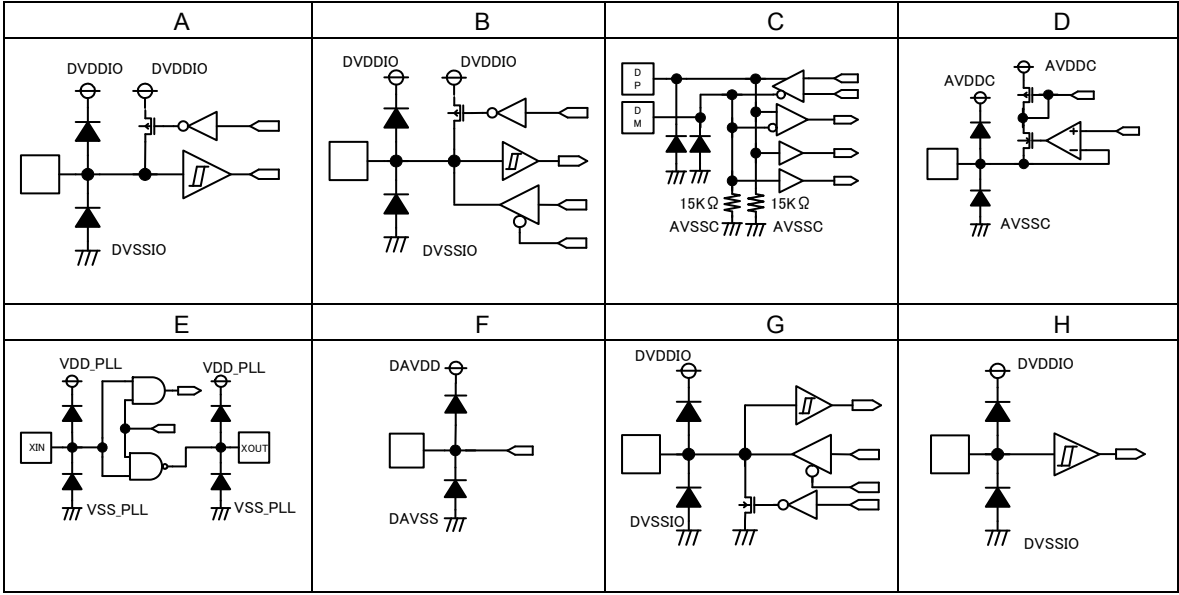 A B C D
DVDDIO DVDDIO
DVSSIO
DVDDIO DVDDIO
DVSSIO
D
P
D
M
15KΩ 15KΩ
AVSSC AVSSC
AVDDC
AVDDC
+
−
AVSSC
E F G H
VDD_PLL VDD_PLL
XIN XOUT
VSS_PLL VSS_PLL
DAVDD
DAVSS
DVDDIO
DVSSIO
DVDDIO
DVSSIO